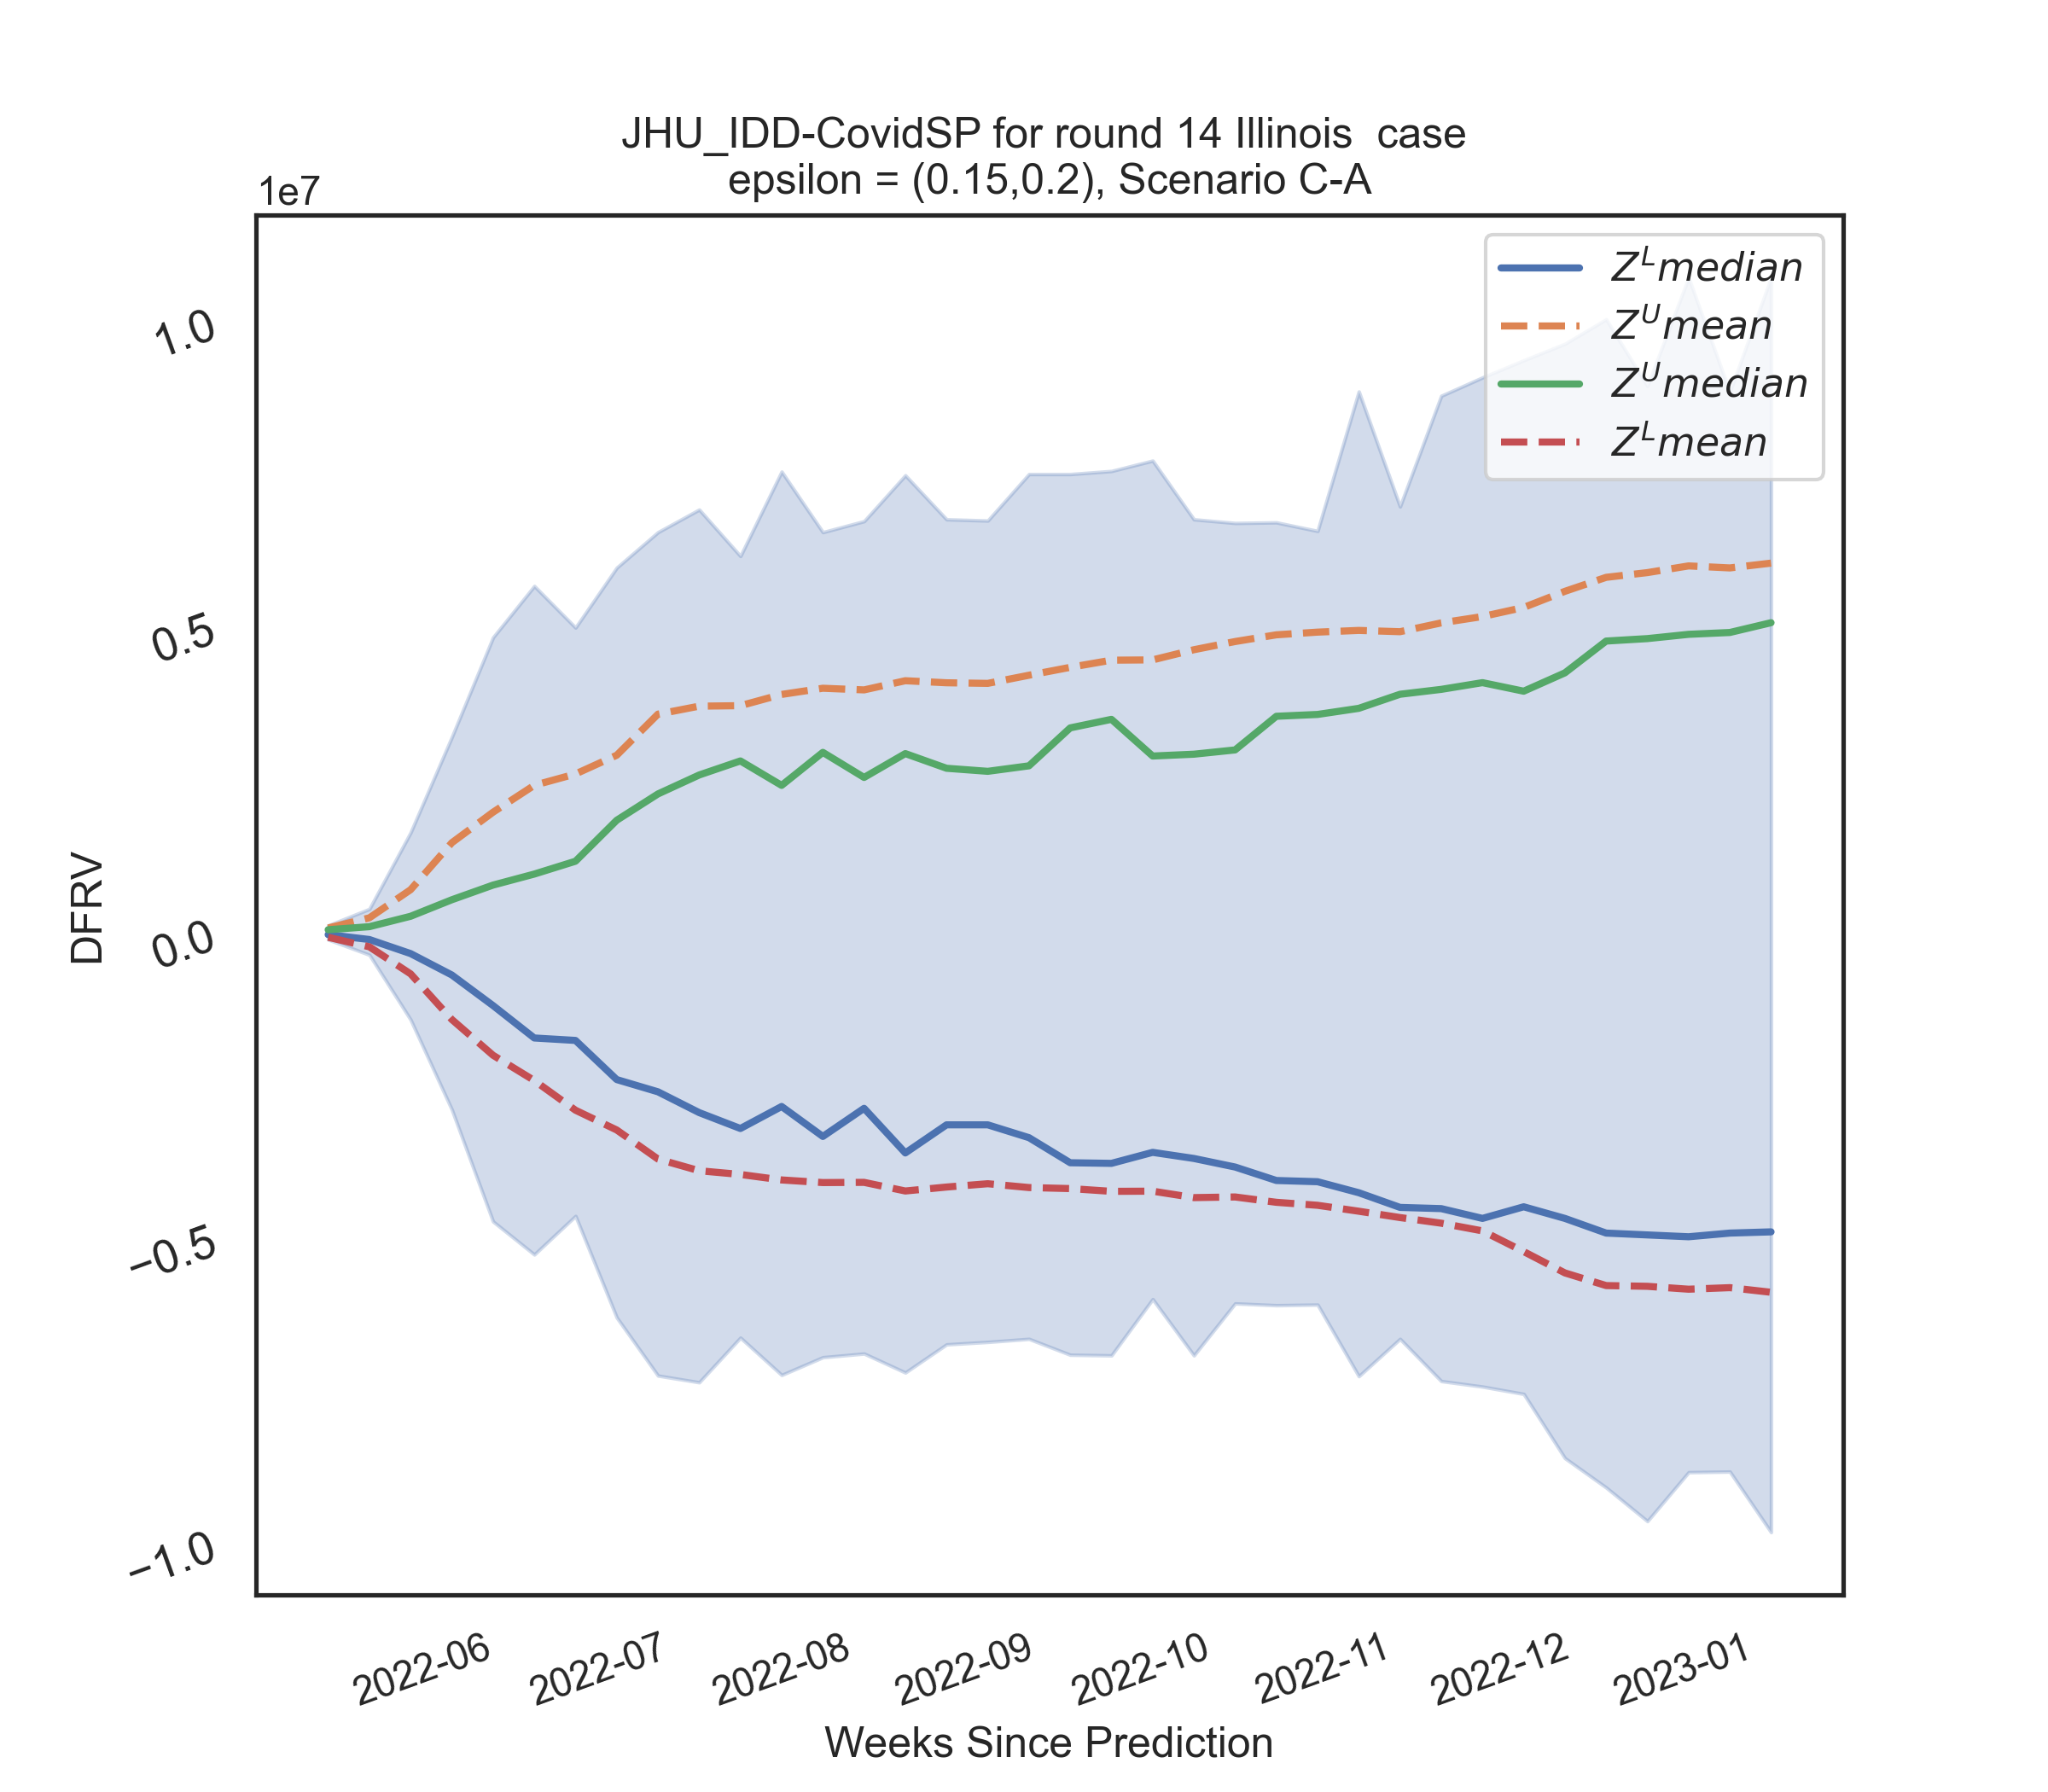 JHU_IDD-CovidSP for round 14 Illinois  case
epsilon = (0.15,0.2), Scenario C-A
1e7
Z^L median
Z^U mean
Z^U median
Z^L mean
1.0
0.5
0.0
−0.5
−1.0
DFRV
2022-06
2022-07
2022-08
2022-09
2022-10
2022-11
2022-12
2023-01
Weeks Since Prediction